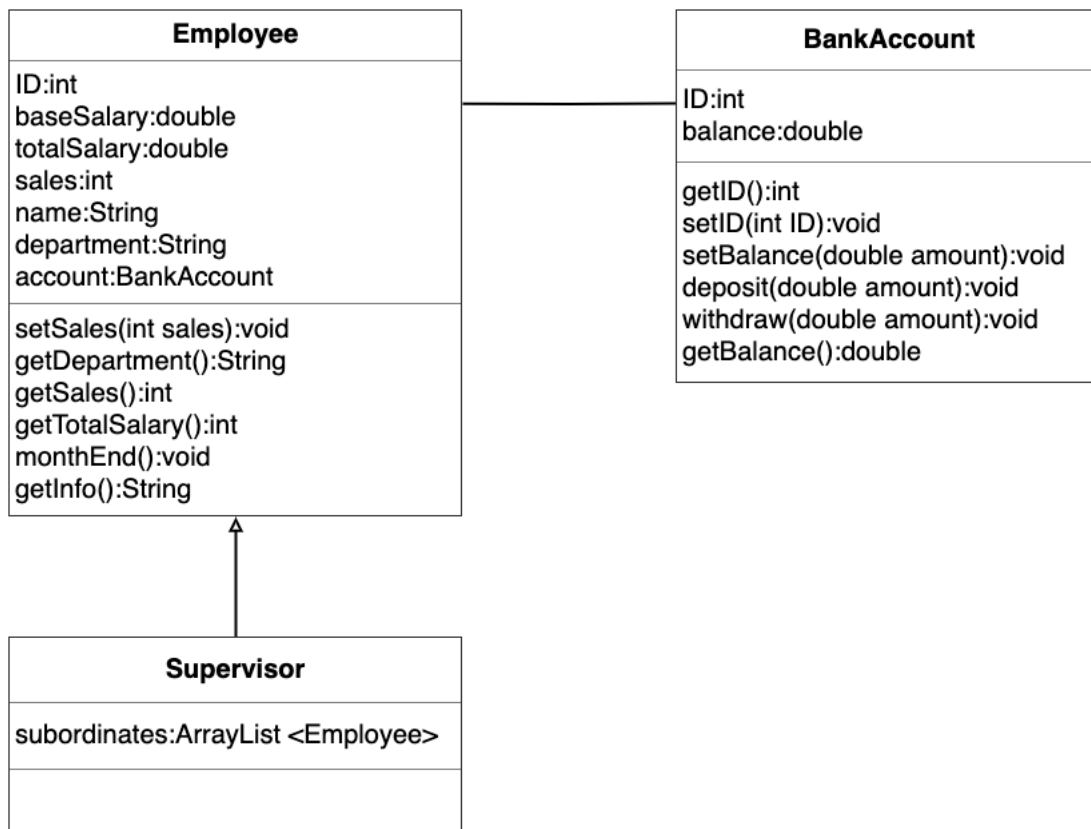 Employee
ID:int
baseSalary:double
totalSalary:double
sales:int
name:String
department:String
account:BankAccount
setSales(int sales):void
getDepartment():String
getSales():int
getTotalSalary():int
monthEnd():void
getInfo():String
BankAccount
ID:int
balance:double
getID():int
setID(int ID):void
setBalance(double amount):void
deposit(double amount):void
withdraw(double amount):void
getBalance():double
Supervisor
subordinates:ArrayList <Employee>